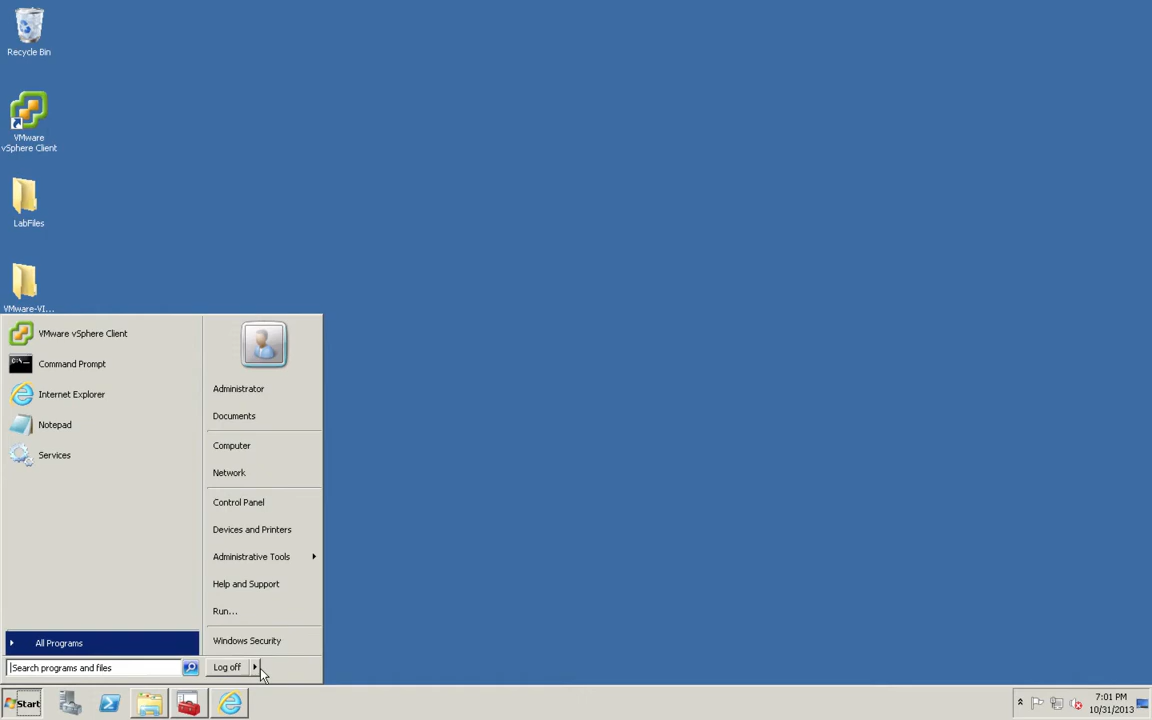 Recycle Bin
VMware
vSphere Client
LabFiles
VMware-VI...
VMware vSphere Client
Command Prompt
Internet Explorer
Notepad
Services
All Programs
Search programs and files
Administrator
Documents
Computer
Network
Control Panel
Devices and Printers
Administrative Tools
Help and Support
Run...
Windows Security
Log off
Start
7:01 PM
10/31/2013